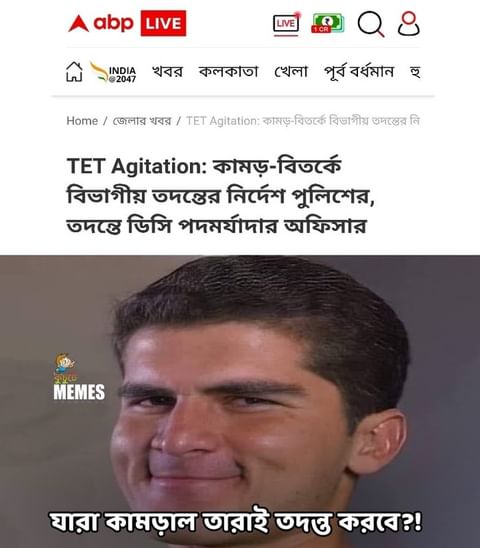 abp LIVE LIVE 1 CR
INDIA @2047 খবর কলকাতা খেলা পূর্ব বর্ধমান হু
Home / জেলার খবর / TET Agitation: কামড়-বিতর্কে বিভাগীয় তদন্তের নি
TET Agitation: কামড়-বিতর্কে
বিভাগীয় তদন্তের নির্দেশ পুলিশের,
তদন্তে ডিসি পদমর্যাদার অফিসার
MEMES
যারা কামড়াল তারাই তদন্ত করবে?!